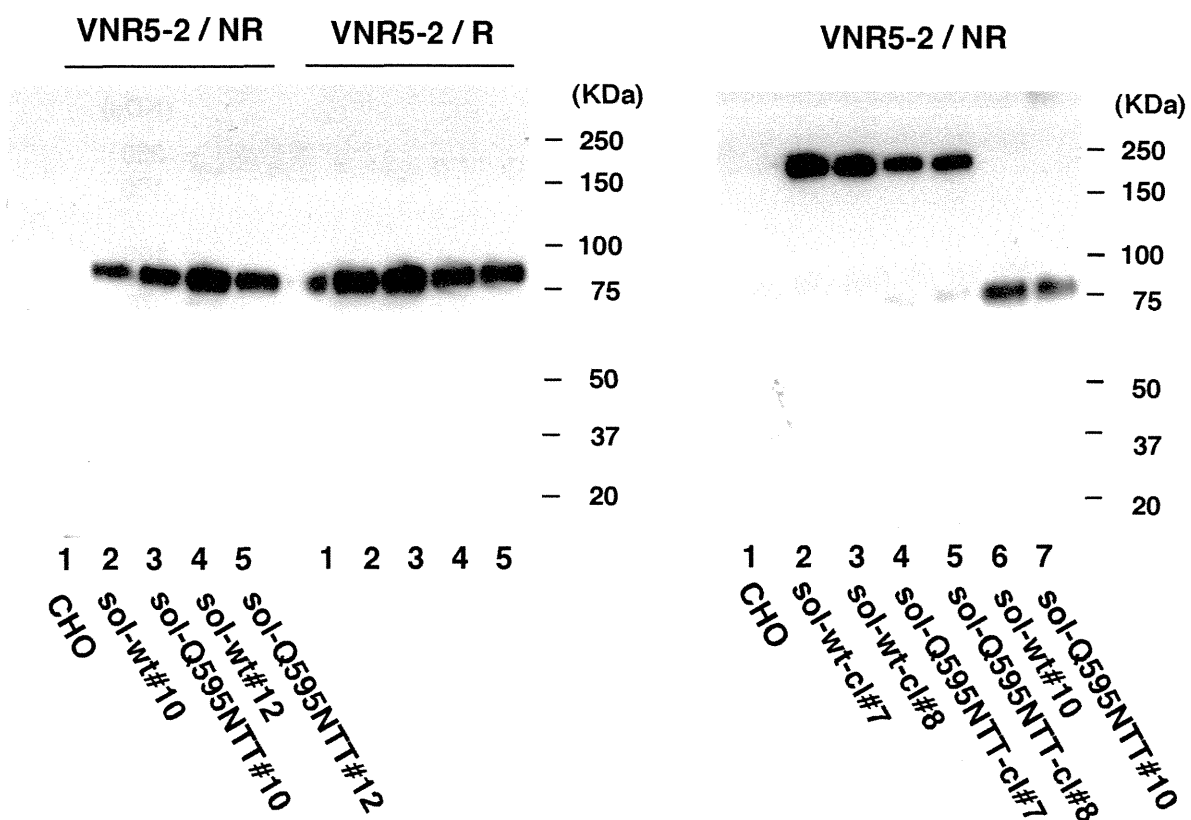 VNR5-2 / NR
VNR5-2 / R
(KDa)
250
150
100
75
50
37
20
1 2 3 4 5
1 2 3 4 5
CHO
sol-wt#10
sol-Q595NTT#10
sol-wt#12
sol-Q595NTT#12
VNR5-2 / NR
(KDa)
250
150
100
75
50
37
20
1 2 3 4 5 6 7
CHO
sol-wt-cl#7
sol-wt-cl#8
sol-Q595NTT-cl#7
sol-Q595NTT-cl#8
sol-wt#10
sol-Q595NTT#10